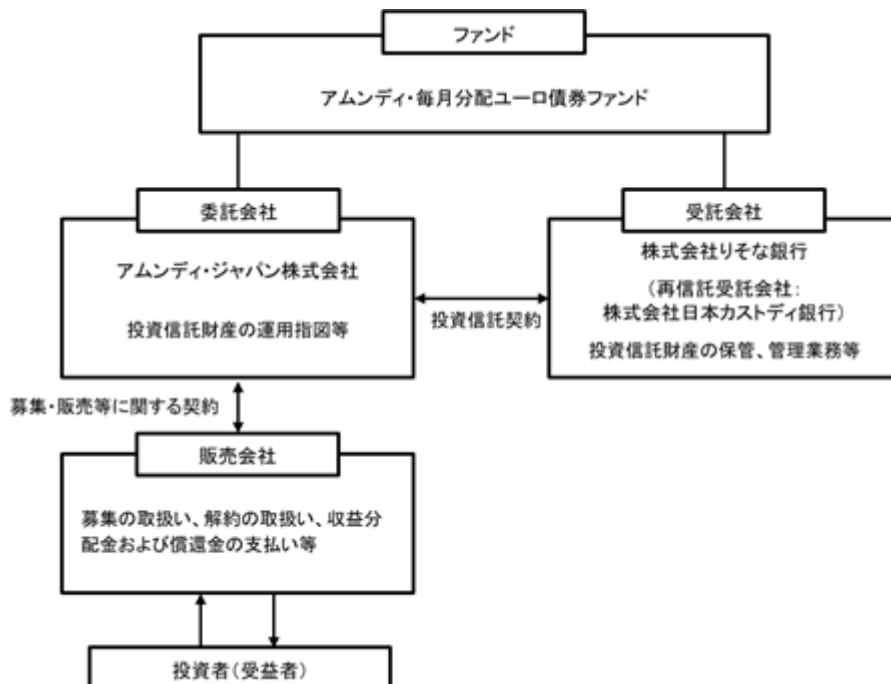 ファンド
アムンディ・毎月分配ユーロ債券ファンド
委託会社
アムンディ・ジャパン株式会社
投資信託財産の運用指図等
投資信託契約
受託会社
株式会社りそな銀行
(再信託受託会社:
株式会社日本カストディ銀行)
投資信託財産の保管、管理業務等
募集・販売等に関する契約
販売会社
募集の取扱い、解約の取扱い、収益分
配金および償還金の支払い等
投資者(受益者)